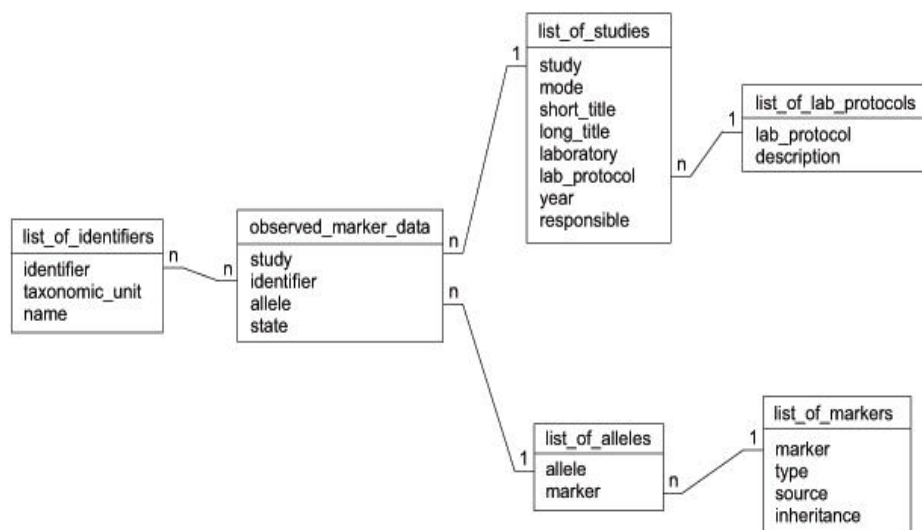 list_of_studies
study
mode
short_title
long_title
laboratory
lab_protocol
year
responsible
1
n
list_of_lab_protocols
lab_protocol
description
1
list_of_identifiers
identifier
taxonomic_unit
name
n
n
observed_marker_data
study
identifier
allele
state
n
n
list_of_alleles
allele
marker
1
n
list_of_markers
marker
type
source
inheritance
1